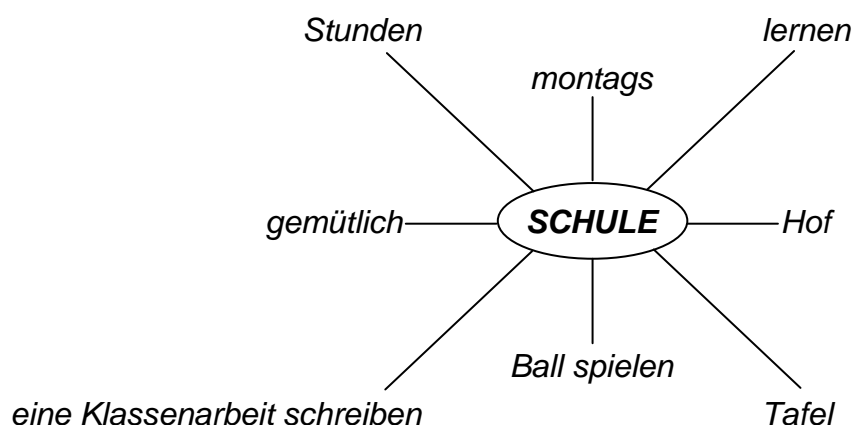 Stunden
lernen
montags
gemütlich
SCHULE
Hof
Ball spielen
eine Klassenarbeit schreiben
Tafel